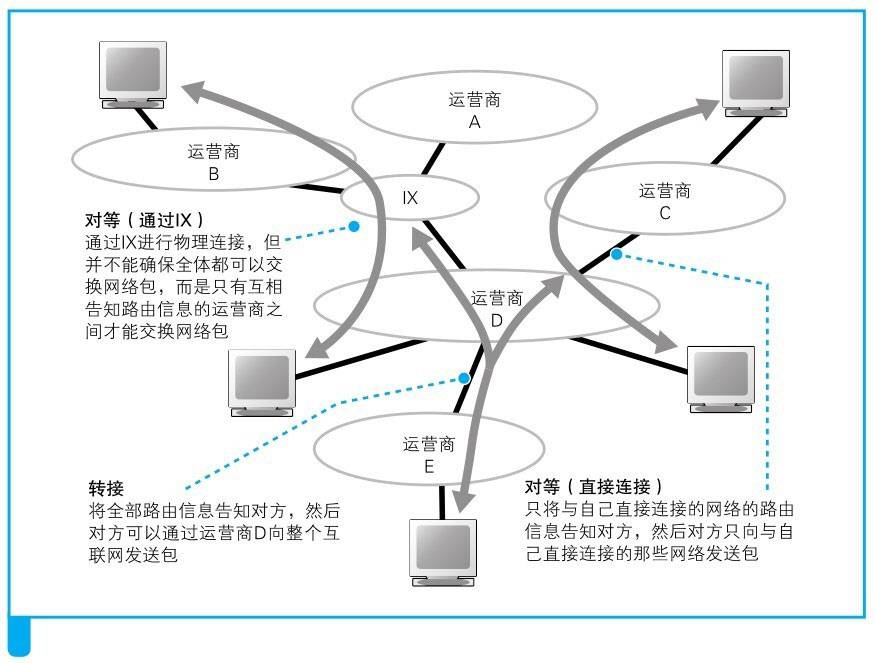 运营商
A
运营商
B
IX
运营商
C
对等（通过IX）
通过IX进行物理连接，但
并不能确保全体都可以交
换网络包，而是只有互相
告知路由信息的运营商之
间才能交换网络包
运营商
D
运营商
E
转接
将全部路由信息告知对方，然后
对方可以通过运营商D向整个互
联网发送包
对等（直接连接）
只将与自己直接连接的网络的路由
信息告知对方，然后对方只向与自
己直接连接的那些网络发送包